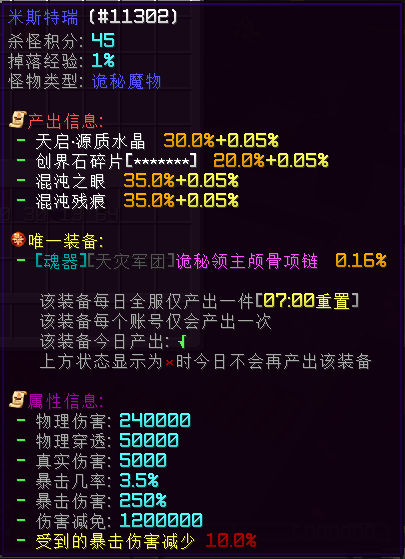 米斯特瑞 (#11302)
杀怪积分: 45
掉落经验: 1%
怪物类型: 诡秘魔物
产出信息:
- 天启·源质水晶 30.0%+0.05%
- 创界石碎片[*******] 20.0%+0.05%
- 混沌之眼 35.0%+0.05%
- 混沌残痕 35.0%+0.05%
唯一装备:
- [魂器][天灾军团]诡秘领主颅骨项链 0.16%
该装备每日全服仅产出一件[07:00重置]
该装备每个账号仅会产出一次
该装备今日产出: √
上方状态显示为×时今日不会再产出该装备
属性信息:
- 物理伤害: 240000
- 物理穿透: 50000
- 真实伤害: 5000
- 暴击几率: 3.5%
- 暴击伤害: 250%
- 伤害减免: 1200000
- 受到的暴击伤害减少 10.0%